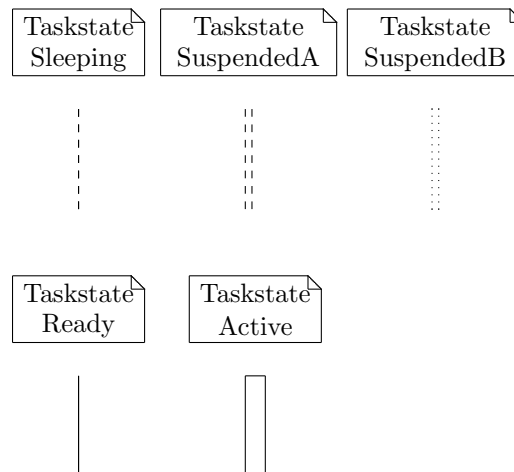 Taskstate
Sleeping
Taskstate
SuspendedA
Taskstate
SuspendedB
Taskstate
Ready
Taskstate
Active